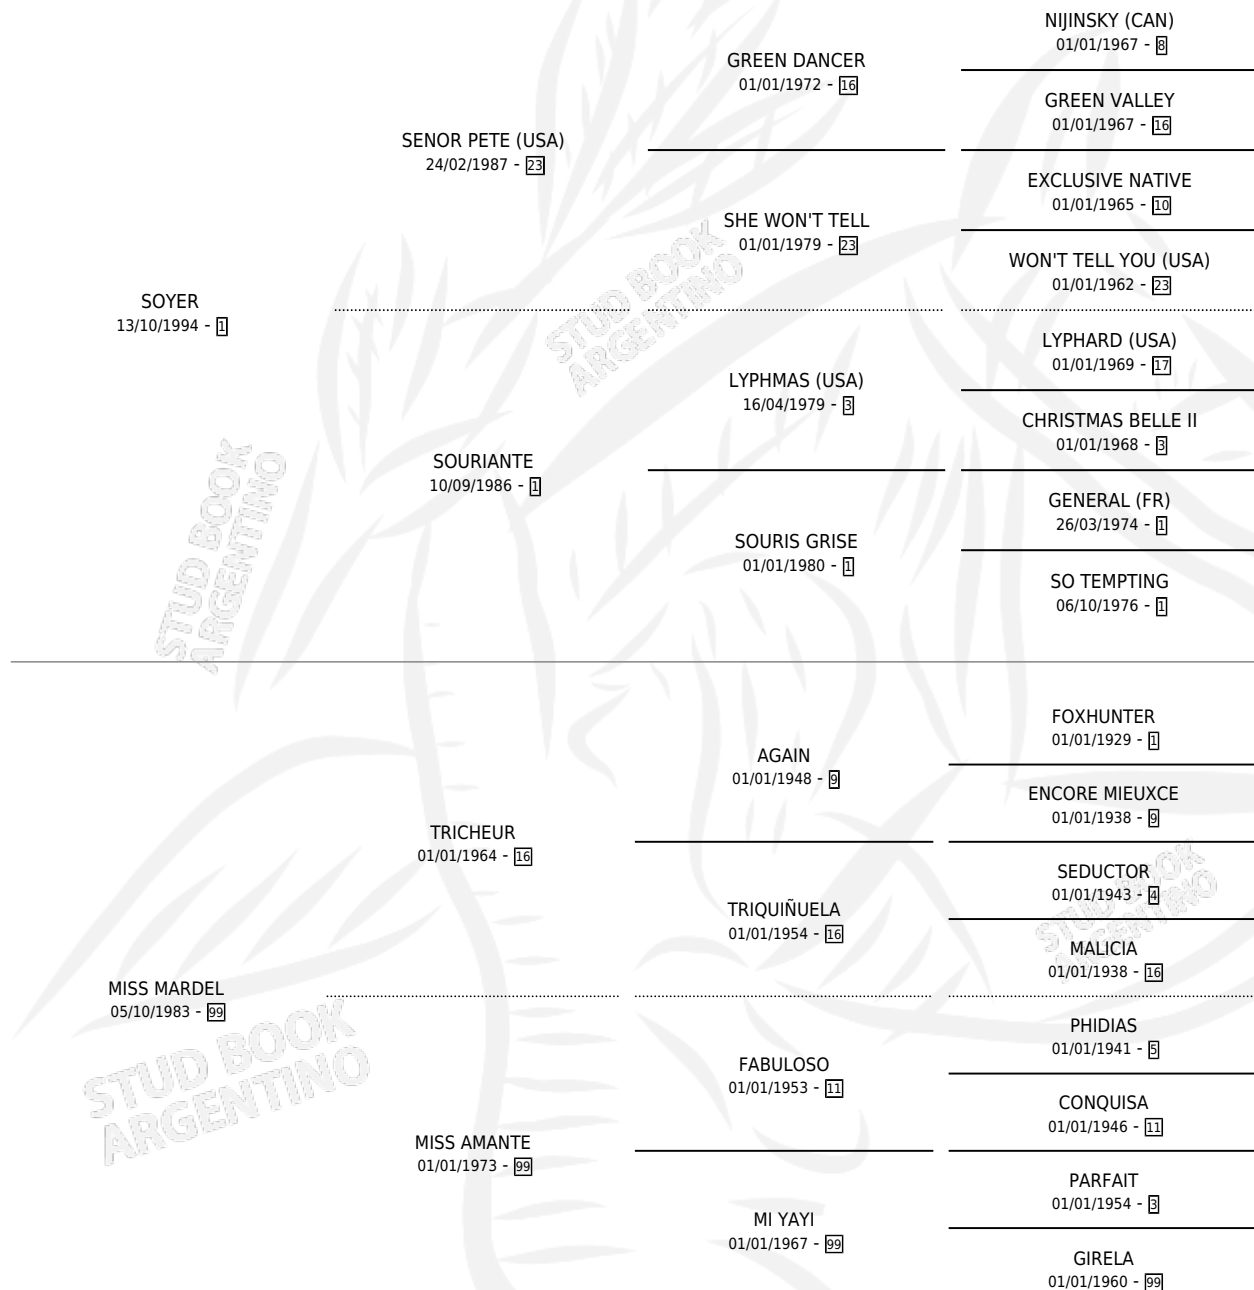 NIJINSKY (CAN)
01/01/1967 - 8
GREEN DANCER
01/01/1972 - 16
GREEN VALLEY
01/01/1967 - 16
SENOR PETE (USA)
24/02/1987 - 23
EXCLUSIVE NATIVE
01/01/1965 - 10
SHE WON'T TELL
01/01/1979 - 23
WON'T TELL YOU (USA)
01/01/1962 - 23
SOYER
13/10/1994 - 1
LYPHARD (USA)
01/01/1969 - 17
LYPHMAS (USA)
16/04/1979 - 3
CHRISTMAS BELLE II
01/01/1968 - 3
SOURIANTE
10/09/1986 - 1
GENERAL (FR)
26/03/1974 - 1
SOURIS GRISE
01/01/1980 - 1
SO TEMPTING
06/10/1976 - 1
STUD BOOK
ARGENTINO
STUD BOOK
ARGENTINO
FOXHUNTER
01/01/1929 - 1
AGAIN
01/01/1948 - 9
ENCORE MIEUXCE
01/01/1938 - 9
TRICHEUR
01/01/1964 - 16
SEDUCTOR
01/01/1943 - 4
TRIQUIÑUELA
01/01/1954 - 16
MALICIA
01/01/1938 - 16
MISS MARDEL
05/10/1983 - 99
PHIDIAS
01/01/1941 - 5
FABULOSO
01/01/1953 - 11
CONQUISA
01/01/1946 - 11
MISS AMANTE
01/01/1973 - 99
PARFAIT
01/01/1954 - 3
MI YAYI
01/01/1967 - 99
GIRELA
01/01/1960 - 99
STUD BOOK
ARGENTINO
STUD BOOK
ARGENTINO